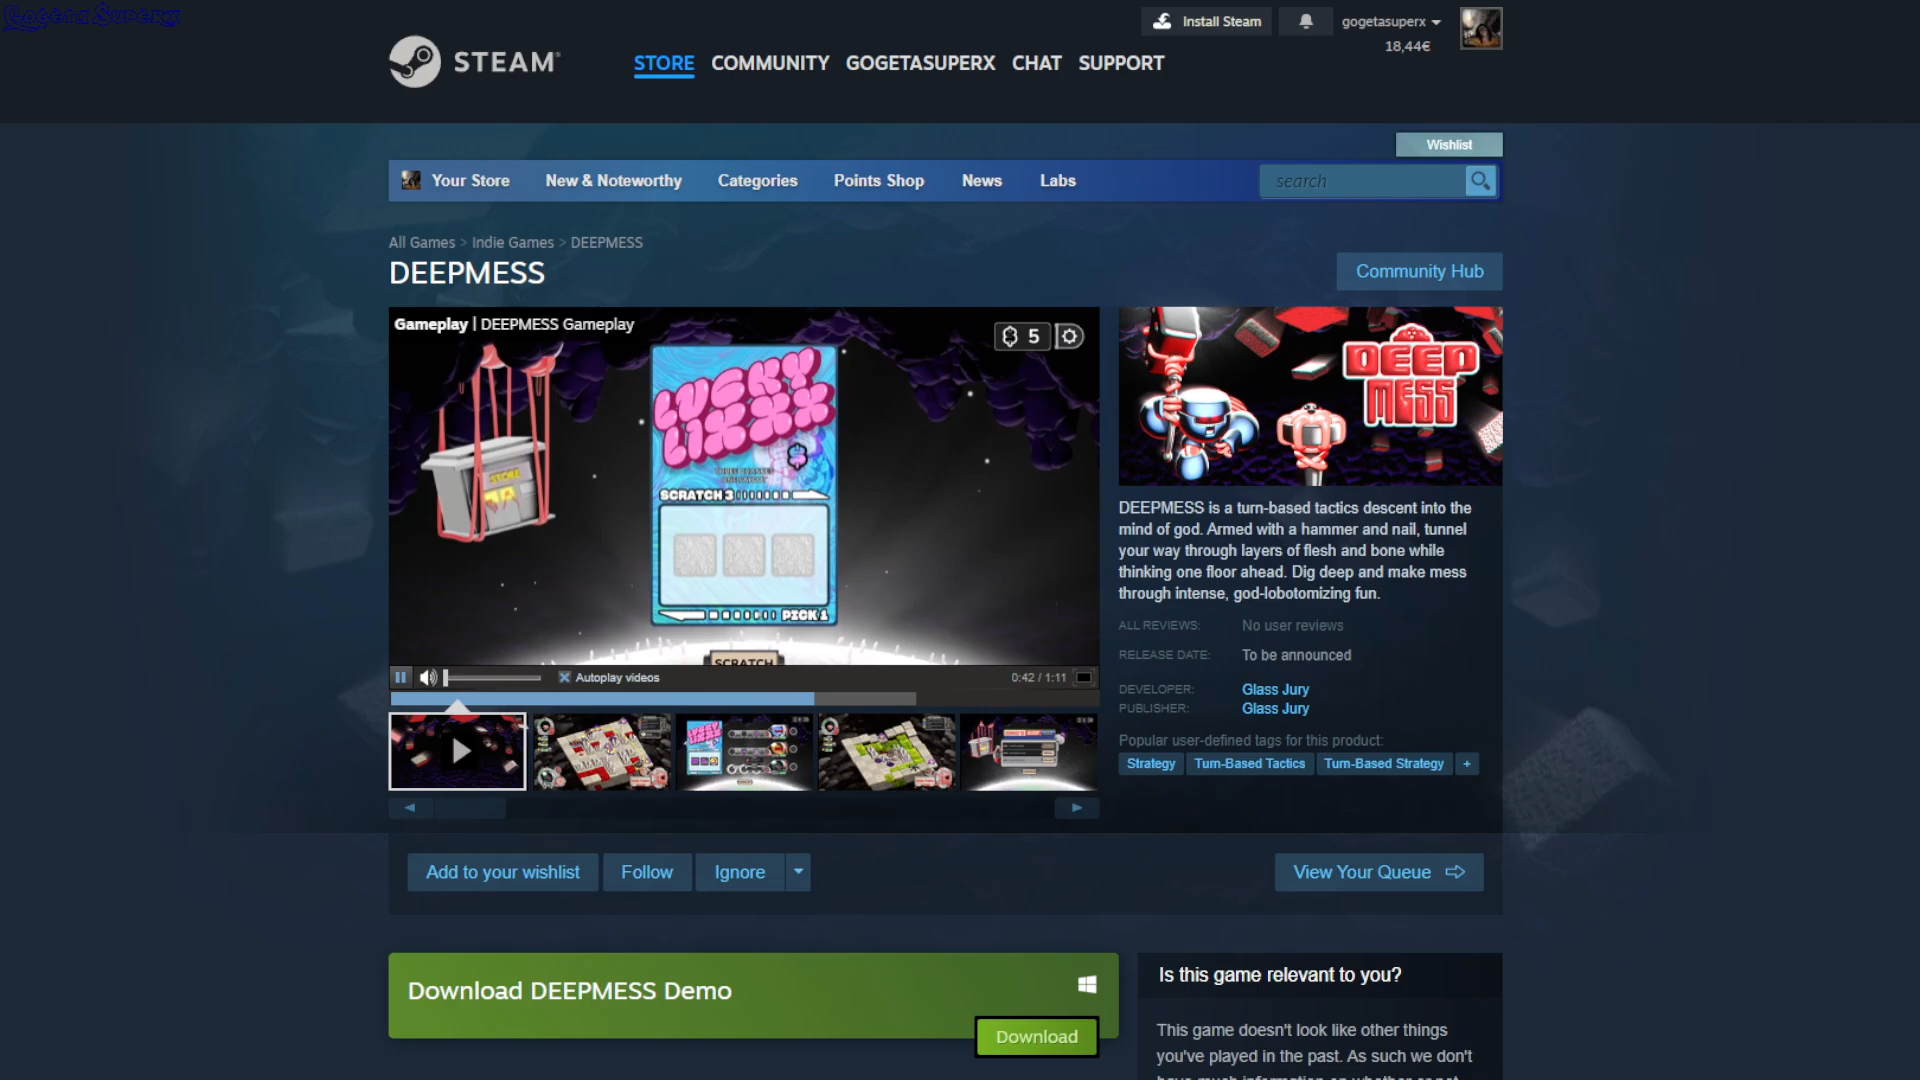 Gogeta Superx
Install Steam
gogetasuperx
18,44€
STEAM
STORE COMMUNITY GOGETASUPERX CHAT SUPPORT
Wishlist
Your Store New & Noteworthy Categories Points Shop News Labs search
All Games > Indie Games > DEEPMESS
DEEPMESS
Community Hub
Gameplay | DEEPMESS Gameplay
5
LUCKY
STORE
SCRATCH 3
PICK 1
SCRATCH
Autoplay videos
0:42 / 1:11
DEEP
MESS
DEEPMESS is a turn-based tactics descent into the
mind of god. Armed with a hammer and nail, tunnel
your way through layers of flesh and bone while
thinking one floor ahead. Dig deep and make mess
through intense, god-lobotomizing fun.
ALL REVIEWS: No user reviews
RELEASE DATE: To be announced
DEVELOPER: Glass Jury
PUBLISHER: Glass Jury
Popular user-defined tags for this product:
Strategy Turn-Based Tactics Turn-Based Strategy +
Add to your wishlist Follow Ignore
View Your Queue
Download DEEPMESS Demo
Download
Is this game relevant to you?
This game doesn't look like other things
you've played in the past. As such we don't